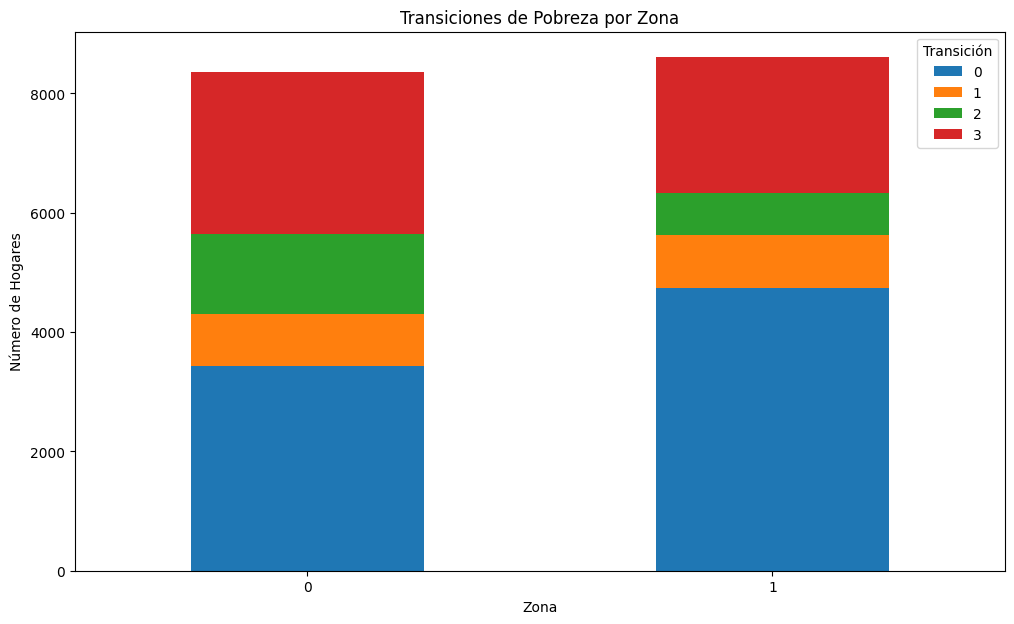 Transiciones de Pobreza por Zona
Número de Hogares
8000
6000
4000
2000
0
Transición
0
1
2
3
0
1
Zona